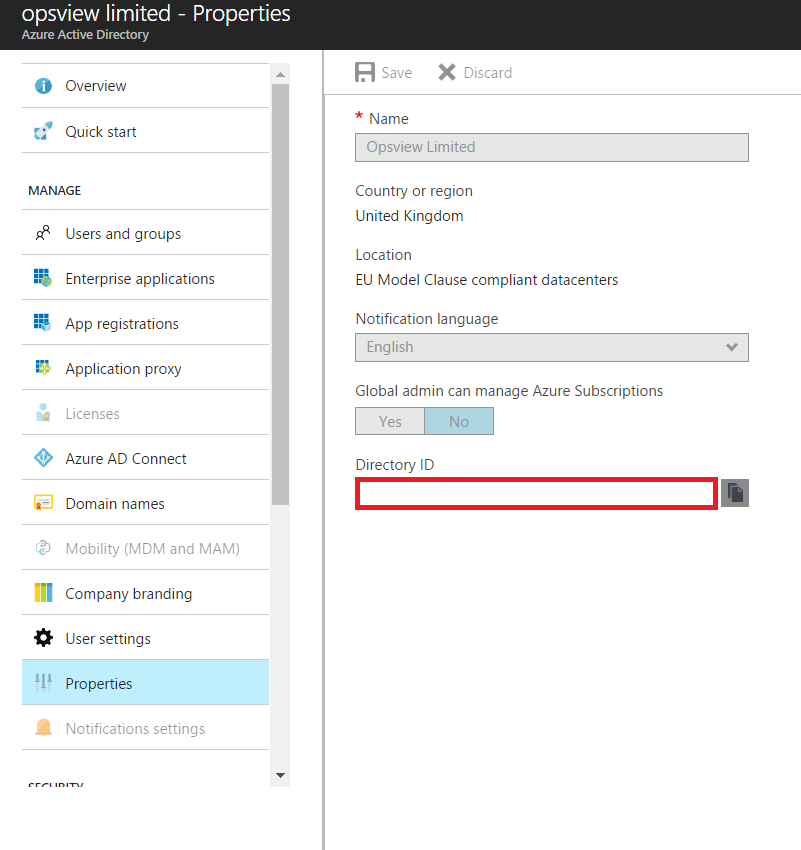 opsview limited - Properties
Azure Active Directory
Overview
Quick start
MANAGE
Users and groups
Enterprise applications
App registrations
Application proxy
Licenses
Azure AD Connect
Domain names
Mobility (MDM and MAM)
Company branding
User settings
Properties
Notifications settings
SECURITY
Save Discard
* Name
Opsview Limited
Country or region
United Kingdom
Location
EU Model Clause compliant datacenters
Notification language
English
Global admin can manage Azure Subscriptions
Yes No
Directory ID